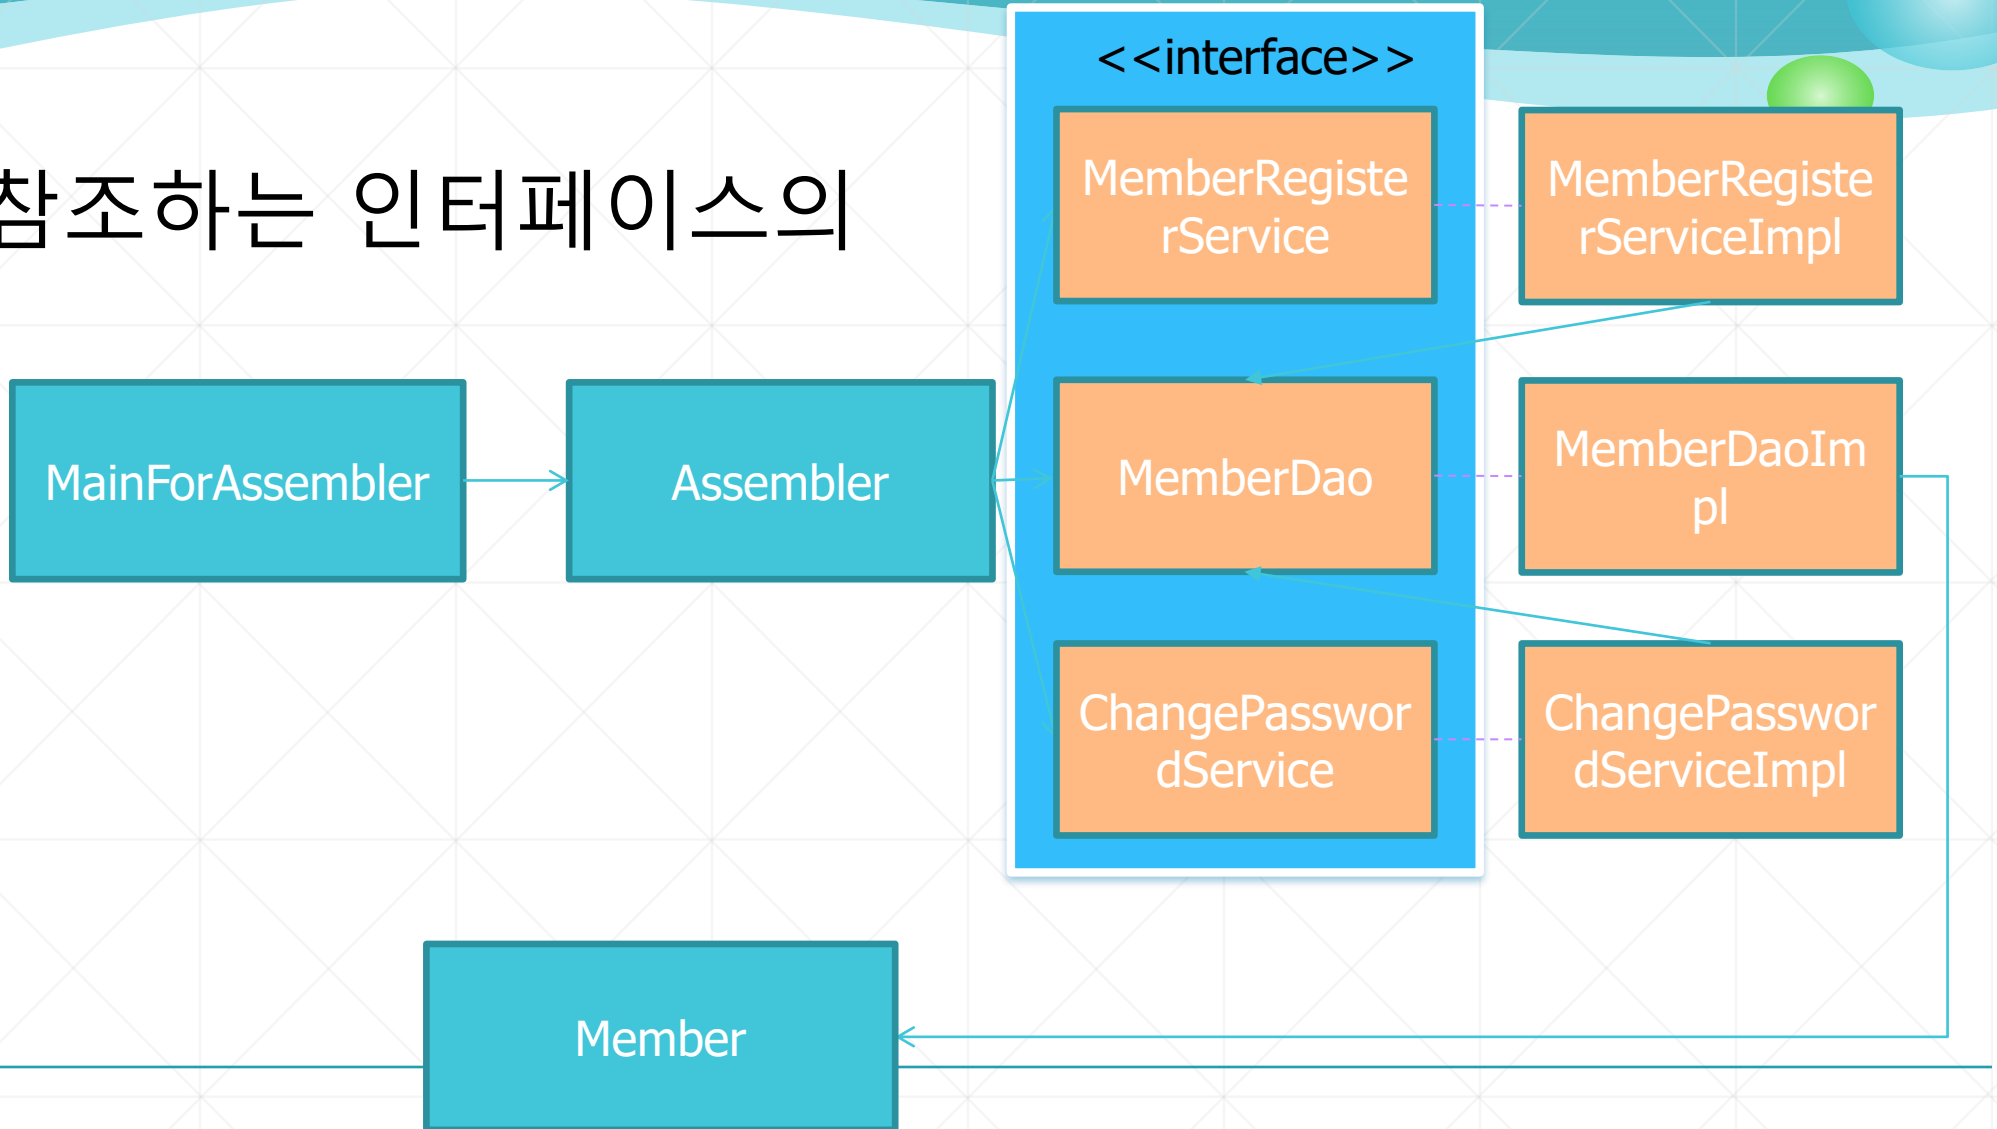 <<interface>>
참조하는 인터페이스의
MemberRegiste
rService
MemberRegiste
rServiceImpl
MainForAssembler
Assembler
MemberDao
MemberDaoIm
pl
ChangePasswor
dService
ChangePasswor
dServiceImpl
Member